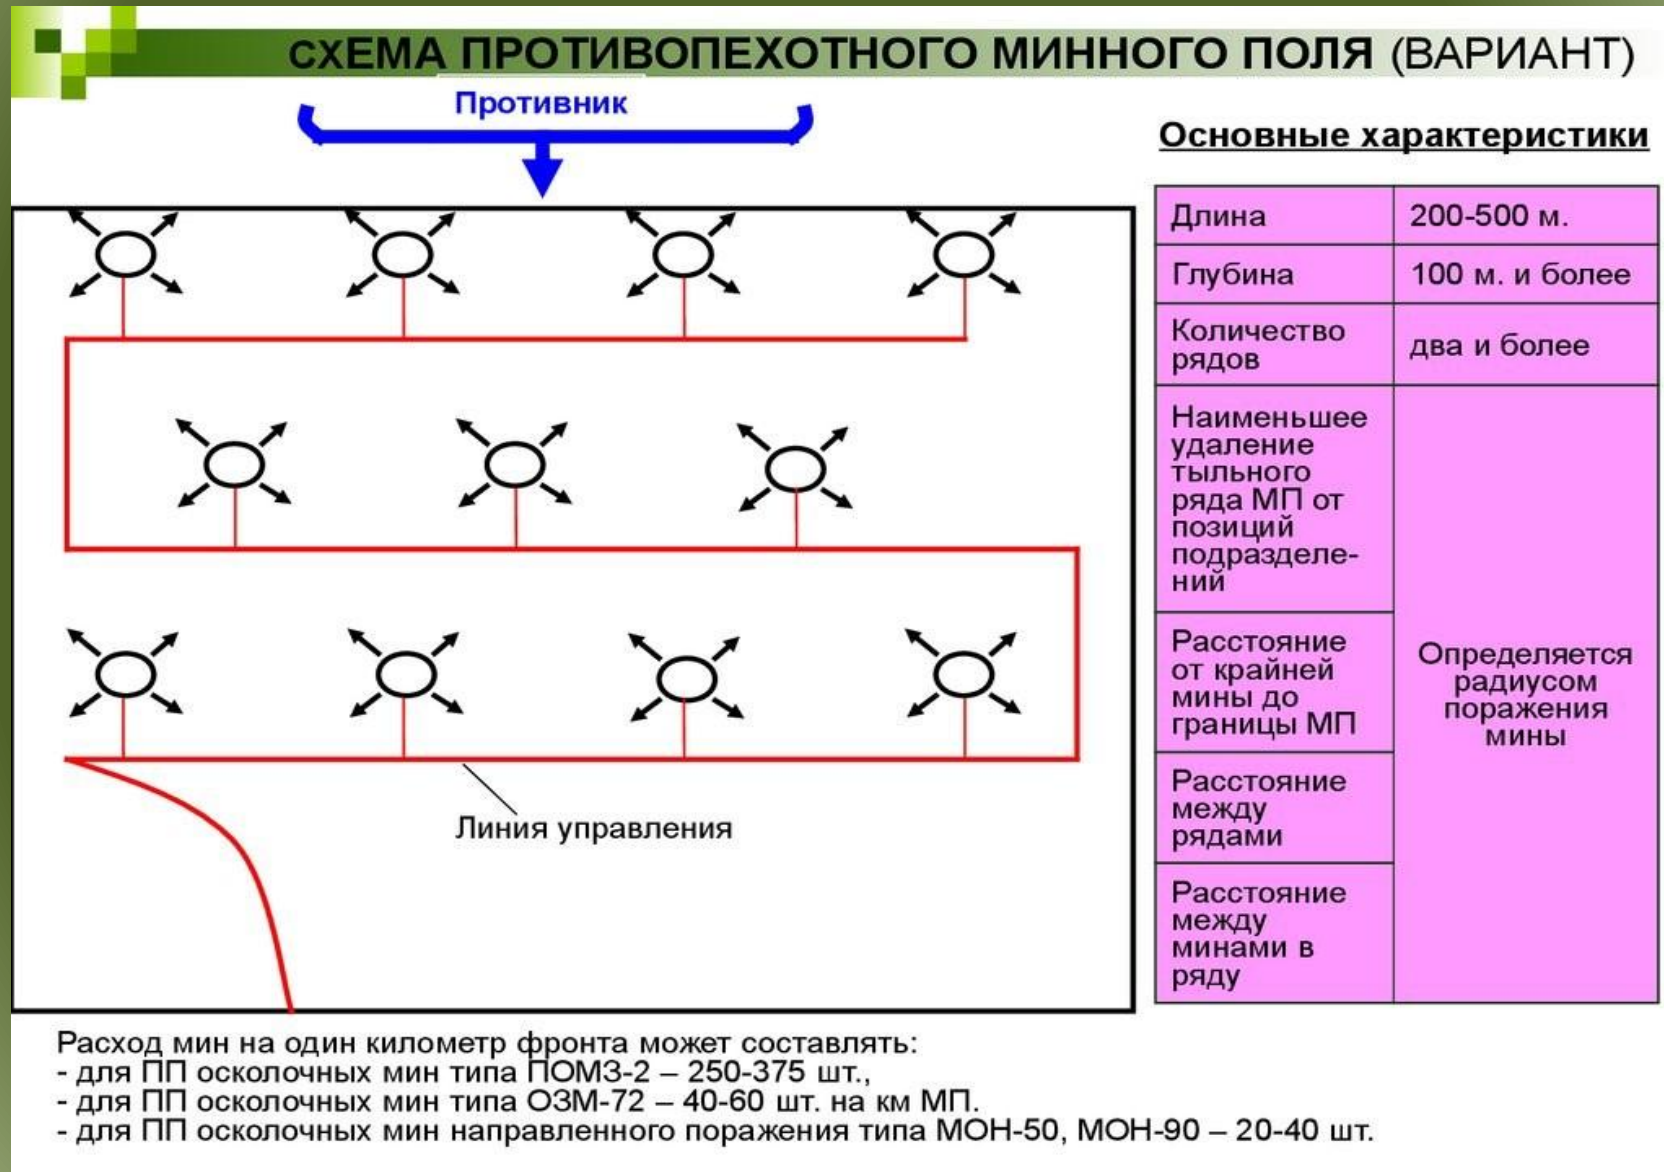 СХЕМА ПРОТИВОПЕХОТНОГО МИННОГО ПОЛЯ (ВАРИАНТ)
Противник
Линия управления
Основные характеристики
Длина
200-500 м.
Глубина
100 м. и более
Количество
рядов
два и более
Наименьшее
удаление
тыльного
ряда МП от
позиций
подразделе-
ний
Расстояние
от крайней
мины до
границы МП
Расстояние
между
рядами
Расстояние
между
минами в
ряду
Определяется
радиусом
поражения
мины
Расход мин на один километр фронта может составлять:
- для ПП осколочных мин типа ПОМЗ-2 – 250-375 шт.,
- для ПП осколочных мин типа ОЗМ-72 – 40-60 шт. на км МП.
- для ПП осколочных мин направленного поражения типа МОН-50, МОН-90 – 20-40 шт.